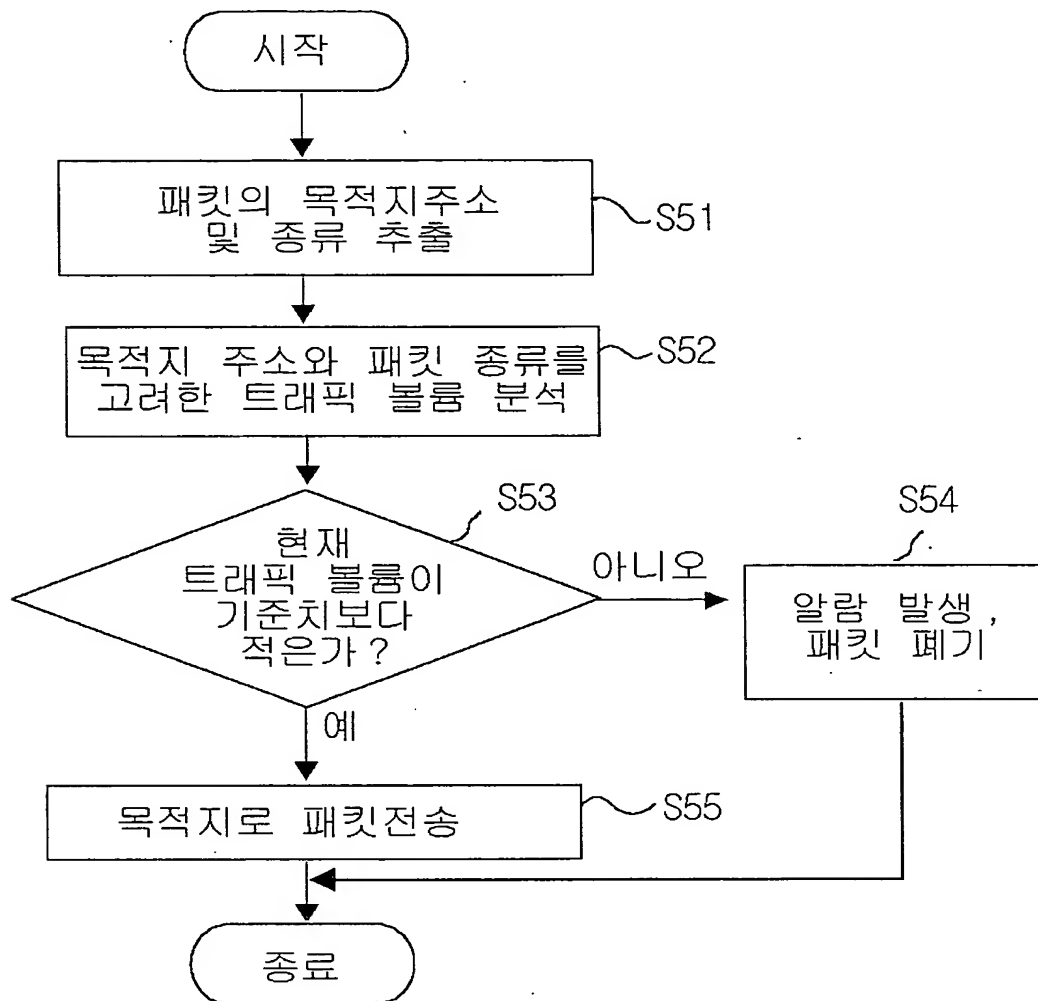 시작
패킷의 목적지주소
및 종류 추출
S51
목적지 주소와 패킷 종류를
고려한 트래픽 볼륨 분석
S52
현재
트래픽 볼륨이
기준치보다
적은가?
S53
아니오
S54
알람 발생,
패킷 폐기
예
목적지로 패킷전송
S55
종료